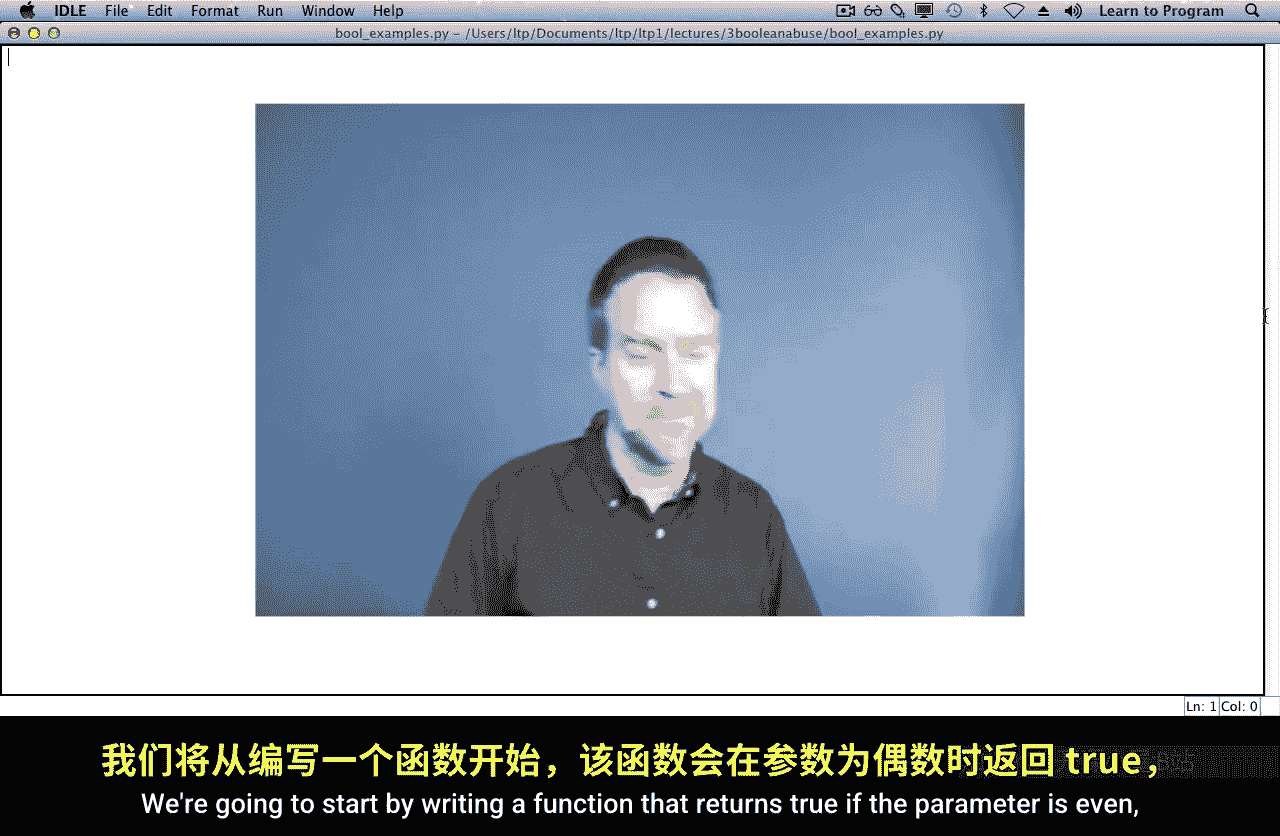 IDLE File Edit Format Run Window Help Learn to Program
bool_examples.py – /Users/ltp/Documents/ltp/ltp1/lectures/3booleanabuse/bool_examples.py
Ln: 1 Col: 0
我们将从编写一个函数开始，该函数会在参数为偶数时返回 true，
We're going to start by writing a function that returns true if the parameter is even,